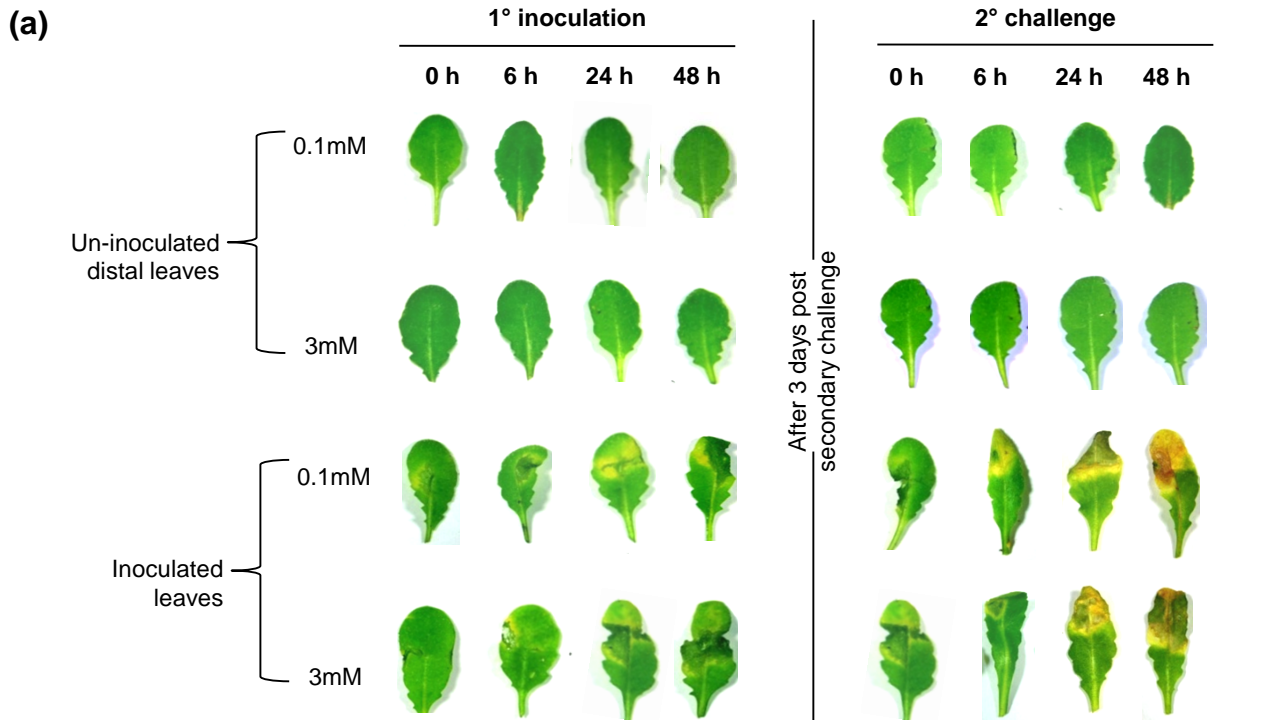 (a)
1° inoculation
2° challenge
0 h 6 h 24 h 48 h
0 h 6 h 24 h 48 h
0.1mM
Un-inoculated
distal leaves
3mM
After 3 days post
secondary challenge
0.1mM
Inoculated
leaves
3mM